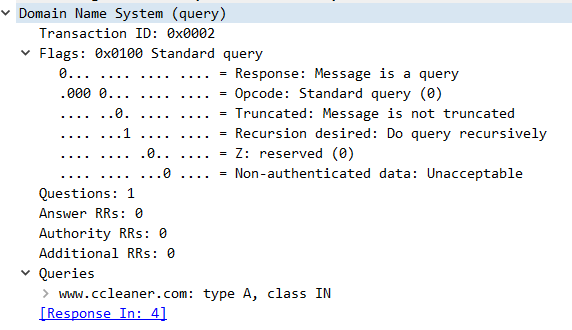 Domain Name System (query)
Transaction ID: 0x0002
Flags: 0x0100 Standard query
0... .... .... .... = Response: Message is a query
.000 0... .... .... = Opcode: Standard query (0)
.... ..0. .... .... = Truncated: Message is not truncated
.... ...1 .... .... = Recursion desired: Do query recursively
.... .... .0.. .... = Z: reserved (0)
.... .... ...0 .... = Non-authenticated data: Unacceptable
Questions: 1
Answer RRs: 0
Authority RRs: 0
Additional RRs: 0
Queries
www.ccleaner.com: type A, class IN
[Response In: 4]